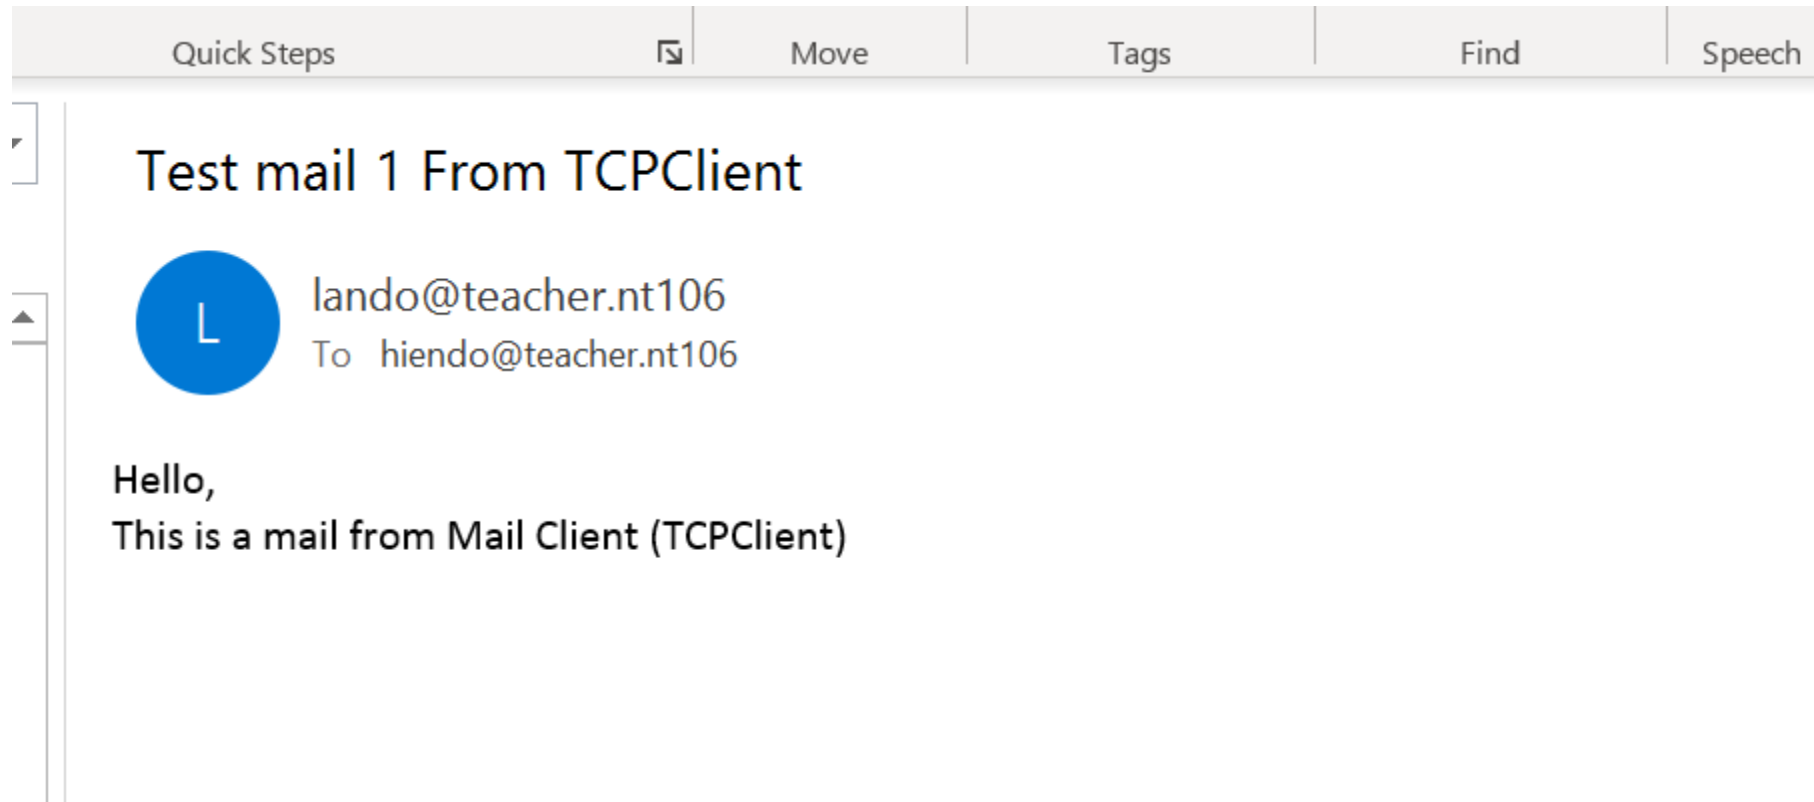 Quick Steps Move Tags Find Speech
Test mail 1 From TCPClient
L
lando@teacher.nt106
To hiendo@teacher.nt106
Hello,
This is a mail from Mail Client (TCPClient)